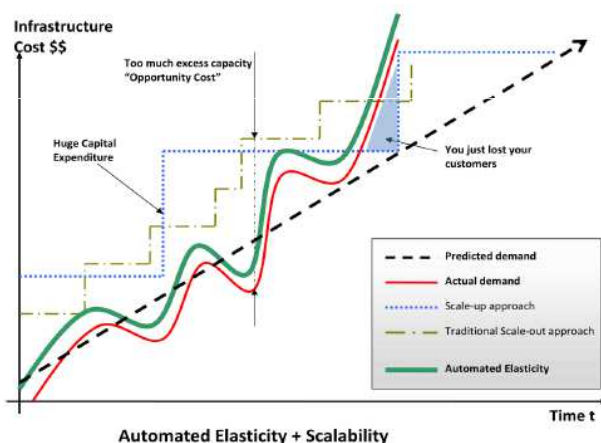 Infrastructure
Cost $$
Too much excess capacity
“Opportunity Cost”
Huge Capital
Expenditure
You just lost your
customers
Predicted demand
Actual demand
Scale-up approach
Traditional Scale-out approach
Automated Elasticity
Time t
Automated Elasticity + Scalability